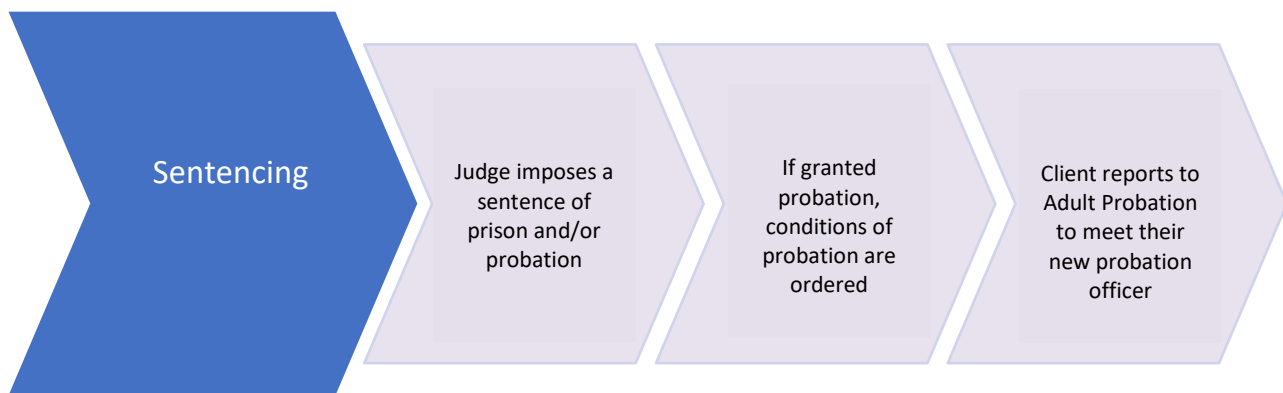 Sentencing
Judge imposes a
sentence of
prison and/or
probation
If granted
probation,
conditions of
probation are
ordered
Client reports to
Adult Probation
to meet their
new probation
officer